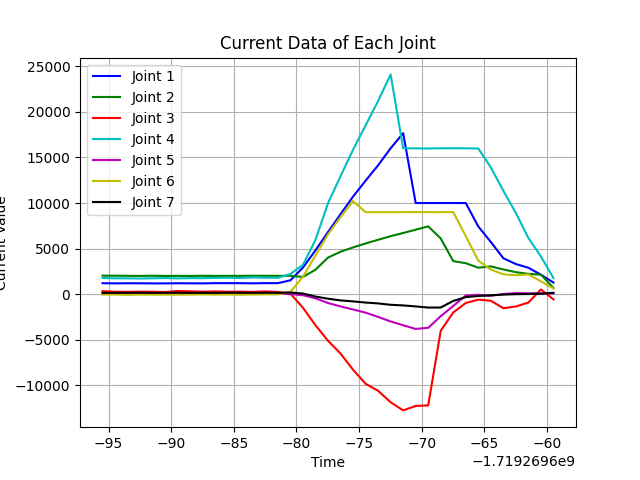 Current Data of Each Joint
25000
20000
15000
10000
5000
0
−5000
−10000
Current Value
Joint 1
Joint 2
Joint 3
Joint 4
Joint 5
Joint 6
Joint 7
−95
−90
−85
−80
−75
−70
−65
−60
Time
−1.7192696e9